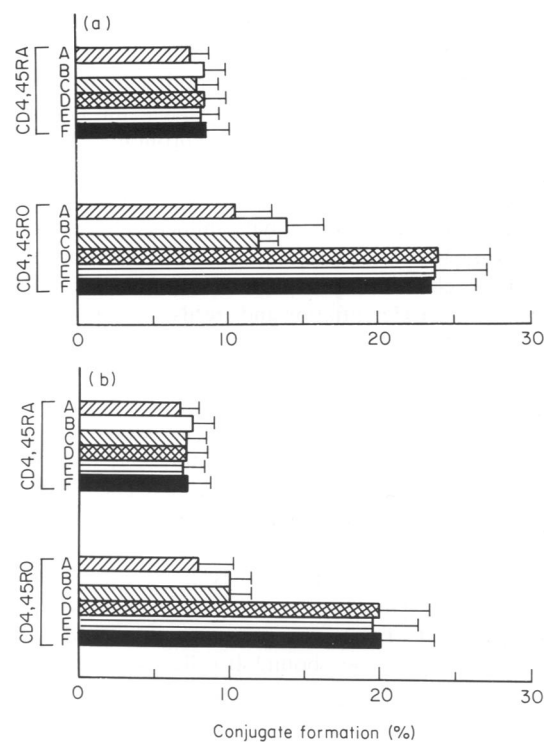 (a)
CD4,45RA
A
B
C
D
E
F
CD4,45RO
A
B
C
D
E
F
0 10 20 30
(b)
CD4,45RA
A
B
C
D
E
F
CD4,45RO
A
B
C
D
E
F
0 10 20 30
Conjugate formation (%)